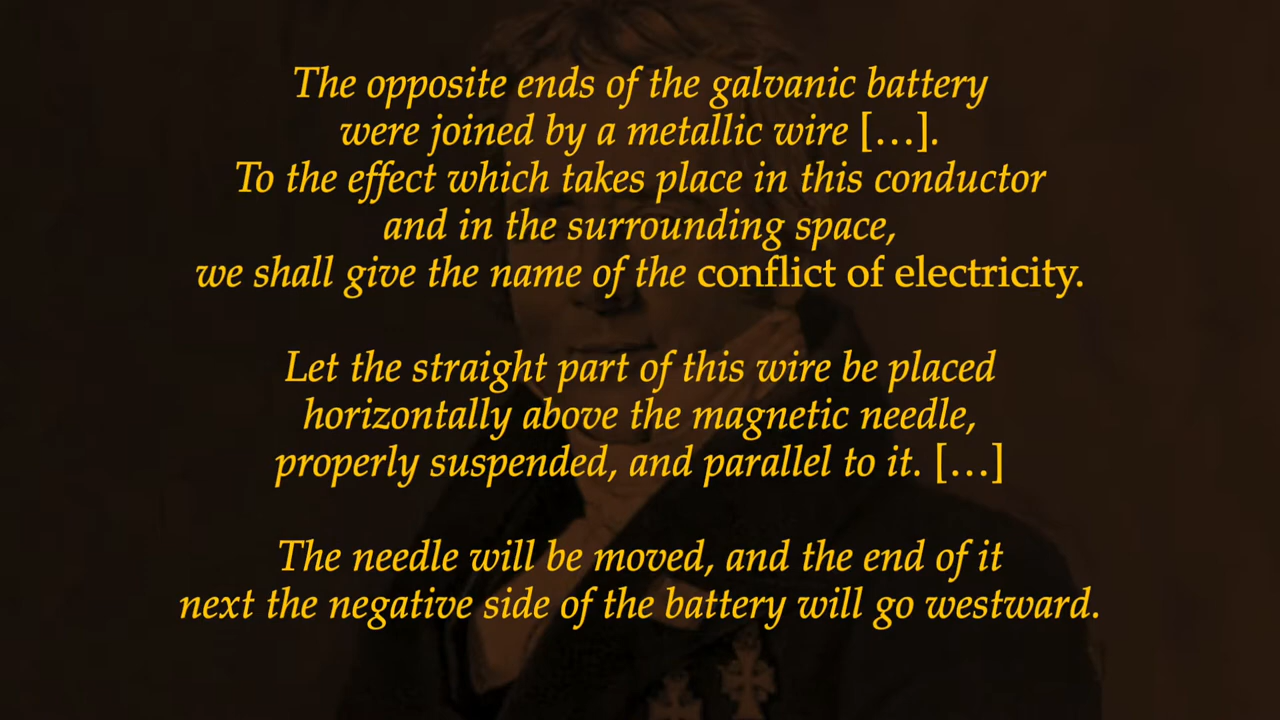 The opposite ends of the galvanic battery
were joined by a metallic wire […].
To the effect which takes place in this conductor
and in the surrounding space,
we shall give the name of the conflict of electricity.
Let the straight part of this wire be placed
horizontally above the magnetic needle,
properly suspended, and parallel to it. […]
The needle will be moved, and the end of it
next the negative side of the battery will go westward.